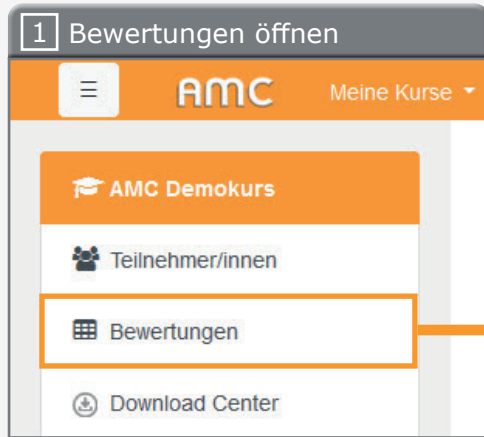 1 Bewertungen öffnen
☰ AMC Meine Kurse
AMC Demokurs
Teilnehmer/innen
Bewertungen
Download Center